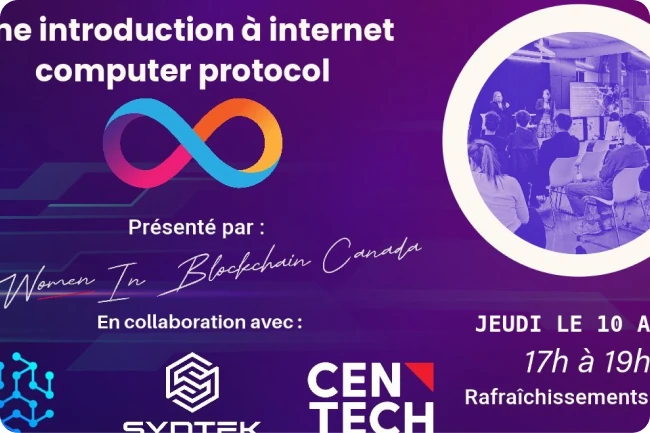 ne introduction à internet
computer protocol
Présenté par :
Women In Blockchain Canada
En collaboration avec :
SYNTEK
CEN
TECH
JEUDI LE 10 A
17h à 19h
Rafraîchissements